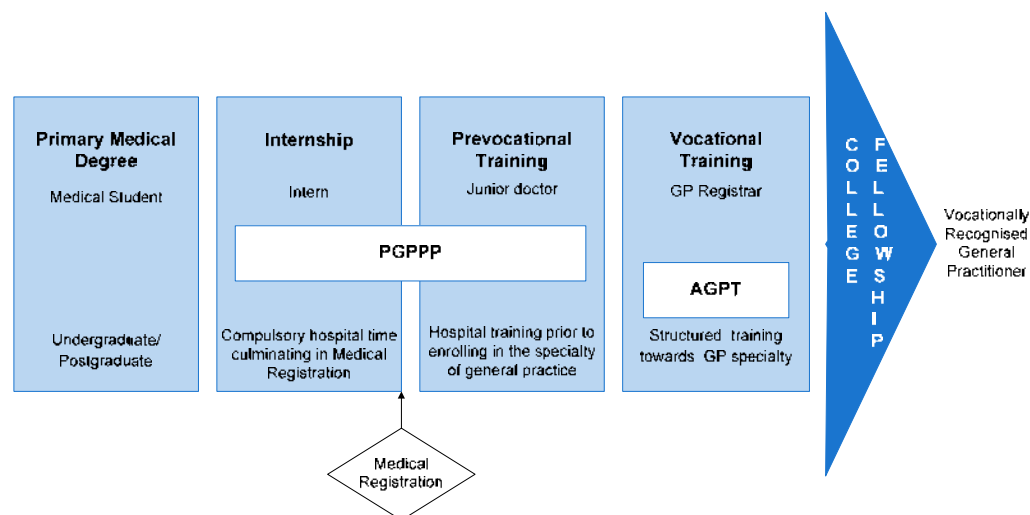 Primary Medical
Degree
Medical Student
Undergraduate/
Postgraduate
Internship
Intern
PGPPP
Compulsory hospital time
culminating in Medical
Registration
Prevocational
Training
Junior doctor
Hospital training prior to
enrolling in the specialty
of general practice
Vocational
Training
GP Registrar
AGPT
Structured training
towards GP specialty
COLLEGE
FELLOWSHIP
Vocationally
Recognised
General
Practitioner
Medical
Registration